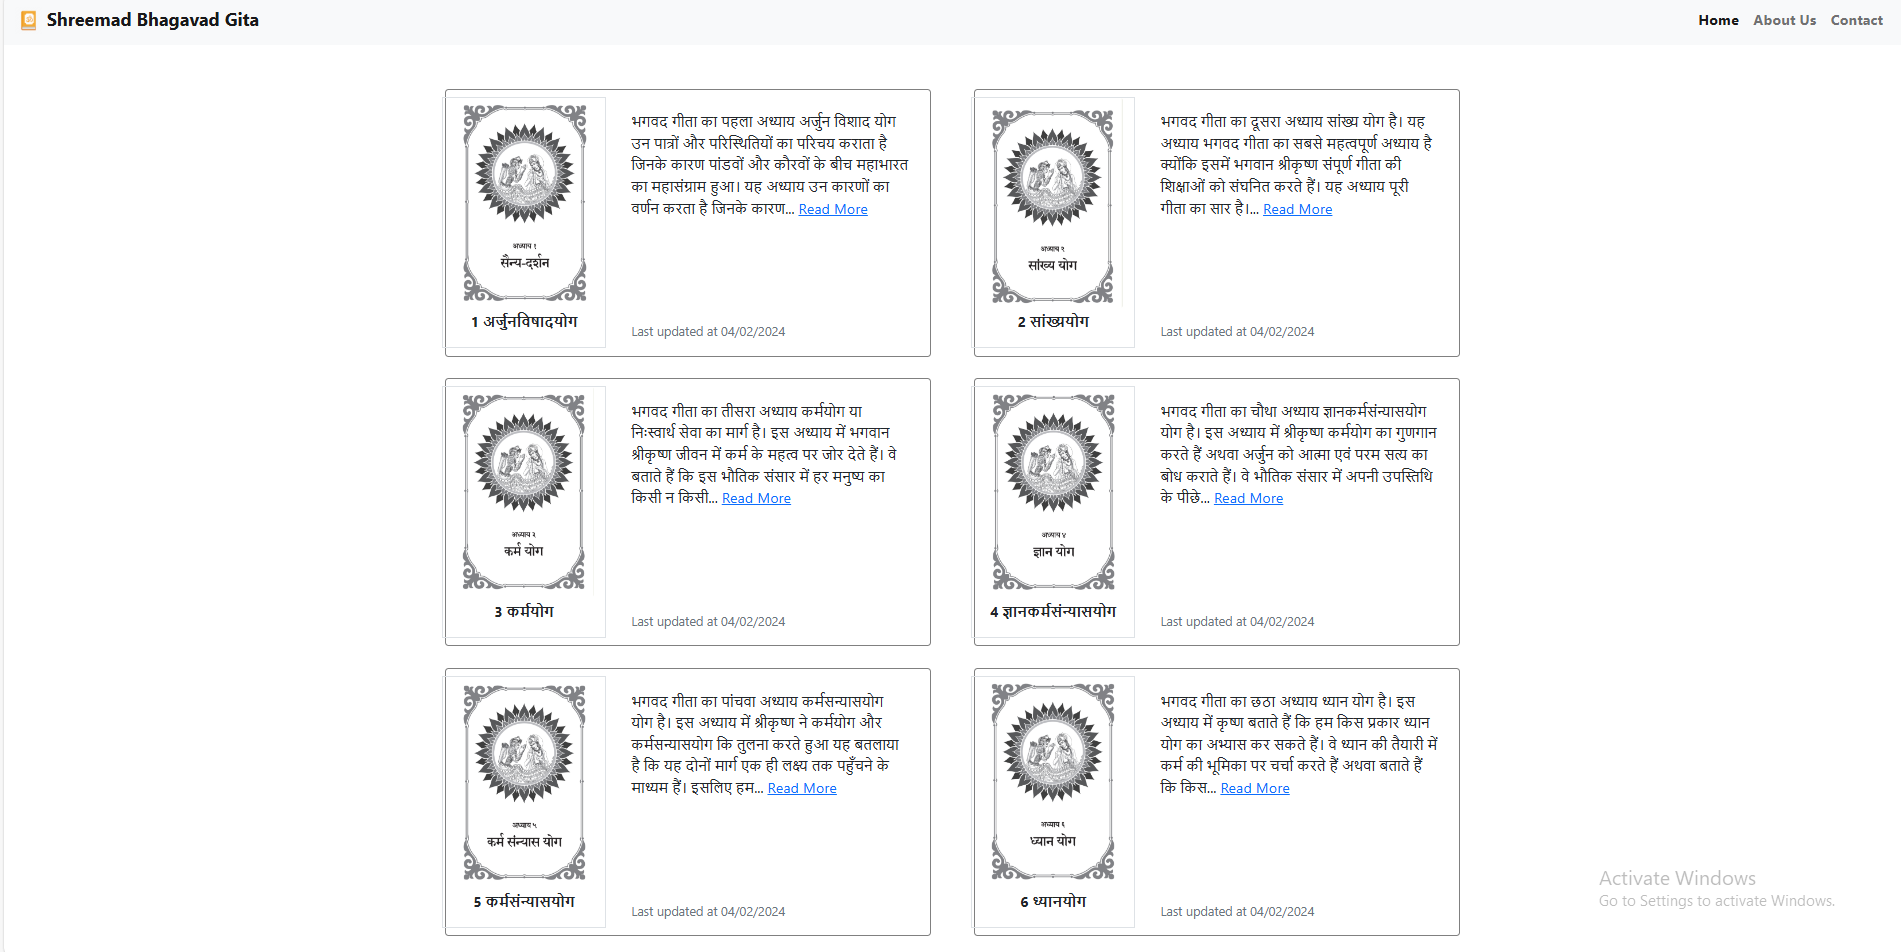 Shreemad Bhagavad Gita
Home About Us Contact
अध्याय १
सैन्य-दर्शन
1 अर्जुनविषादयोग
भगवद गीता का पहला अध्याय अर्जुन विशाद योग
उन पात्रों और परिस्थितियों का परिचय कराता है
जिनके कारण पांडवों और कौरवों के बीच महाभारत
का महासंग्राम हुआ। यह अध्याय उन कारणों का
वर्णन करता है जिनके कारण... Read More
Last updated at 04/02/2024
अध्याय २
सांख्य योग
2 सांख्ययोग
भगवद गीता का दूसरा अध्याय सांख्य योग है। यह
अध्याय भगवद गीता का सबसे महत्वपूर्ण अध्याय है
क्योंकि इसमें भगवान श्रीकृष्ण संपूर्ण गीता की
शिक्षाओं को संघनित करते हैं। यह अध्याय पूरी
गीता का सार है।... Read More
Last updated at 04/02/2024
अध्याय ३
कर्म योग
3 कर्मयोग
भगवद गीता का तीसरा अध्याय कर्मयोग या
निःस्वार्थ सेवा का मार्ग है। इस अध्याय में भगवान
श्रीकृष्ण जीवन में कर्म के महत्व पर जोर देते हैं। वे
बताते हैं कि इस भौतिक संसार में हर मनुष्य का
किसी न किसी... Read More
Last updated at 04/02/2024
अध्याय ४
ज्ञान योग
4 ज्ञानकर्मसंन्यासयोग
भगवद गीता का चौथा अध्याय ज्ञानकर्मसंन्यासयोग
योग है। इस अध्याय में श्रीकृष्ण कर्मयोग का गुणगान
करते हैं अथवा अर्जुन को आत्मा एवं परम सत्य का
बोध कराते हैं। वे भौतिक संसार में अपनी उपस्तिथि
के पीछे... Read More
Last updated at 04/02/2024
अध्याय ५
कर्म संन्यास योग
5 कर्मसंन्यासयोग
भगवद गीता का पांचवा अध्याय कर्मसन्यासयोग
योग है। इस अध्याय में श्रीकृष्ण ने कर्मयोग और
कर्मसन्यासयोग कि तुलना करते हुआ यह बतलाया
है कि यह दोनों मार्ग एक ही लक्ष्य तक पहुँचने के
माध्यम हैं। इसलिए हम... Read More
Last updated at 04/02/2024
अध्याय ६
ध्यान योग
6 ध्यानयोग
भगवद गीता का छठा अध्याय ध्यान योग है। इस
अध्याय में कृष्ण बताते हैं कि हम किस प्रकार ध्यान
योग का अभ्यास कर सकते हैं। वे ध्यान की तैयारी में
कर्म की भूमिका पर चर्चा करते हैं अथवा बताते हैं
कि किस... Read More
Last updated at 04/02/2024
Activate Windows
Go to Settings to activate Windows.